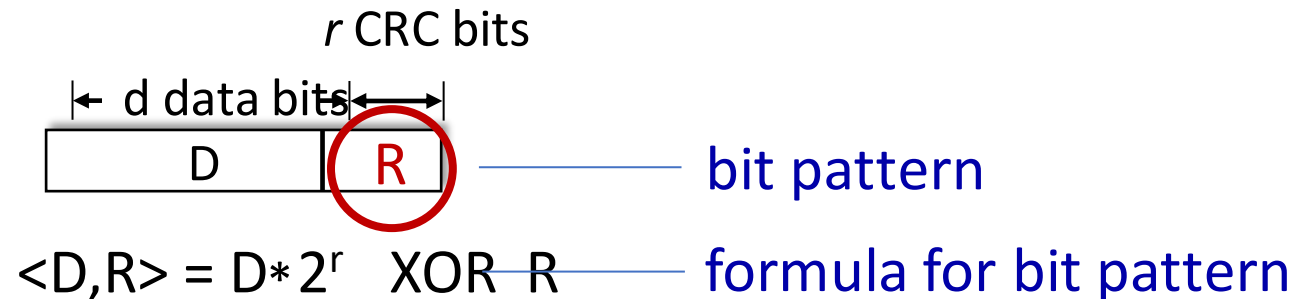 r CRC bits
d data bits
D R bit pattern
<D,R> = D*2ʳ XOR R formula for bit pattern